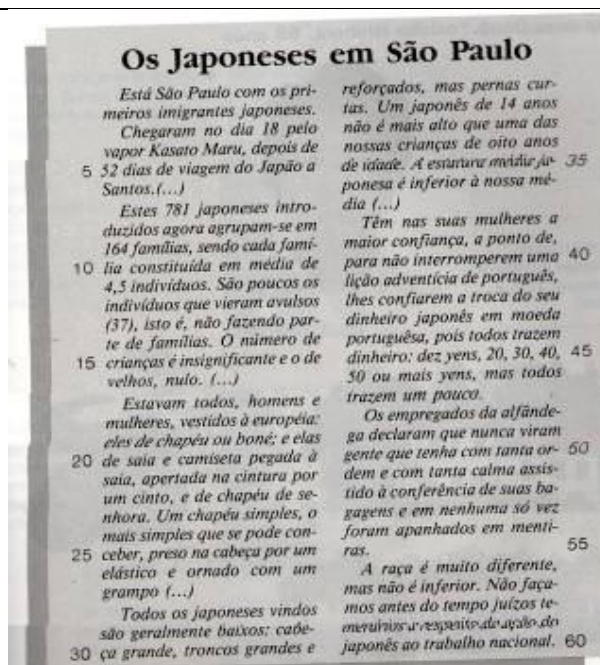 Os Japoneses em São Paulo
Está São Paulo com os pri-
meiros imigrantes japoneses.
Chegaram no dia 18 pelo
vapor Kasato Maru, depois de
5 52 dias de viagem do Japão a
Santos.(...)
Estes 781 japoneses intro-
duzidos agora agrupam-se em
164 famílias, sendo cada famí-
10 lia constituída em média de
4,5 indivíduos. São poucos os
indivíduos que vieram avulsos
(37), isto é, não fazendo par-
te de famílias. O número de
15 crianças é insignificante e o de
velhos, nulo. (...)
Estavam todos, homens e
mulheres, vestidos à européia:
eles de chapéu ou boné; e elas
20 de saia e camiseta pegada à
saia, apertada na cintura por
um cinto, e de chapéu de se-
nhora. Um chapéu simples, o
mais simples que se pode con-
25 ceber, preso na cabeça por um
elástico e ornado com um
grampo (...)
Todos os japoneses vindos
são geralmente baixos: cabe-
30 ça grande, troncos grandes e
reforçados, mas pernas cur-
tas. Um japonês de 14 anos
não é mais alto que uma das
nossas crianças de oito anos
de idade. A estatura média ja- 35
ponesa é inferior à nossa mé-
dia (...)
Têm nas suas mulheres a
maior confiança, a ponto de,
para não interromperem uma 40
lição adventícia de português,
lhes confiarem a troca do seu
dinheiro japonês em moeda
portuguêsa, pois todos trazem
dinheiro: dez yens, 20, 30, 40, 45
50 ou mais yens, mas todos
trazem um pouco.
Os empregados da alfânde-
ga declaram que nunca viram
gente que tenha com tanta or- 50
dem e com tanta calma assis-
tido à conferência de suas ba-
gagens e em nenhuma só vez
foram apanhados em menti-
ras. 55
A raça é muito diferente,
mas não é inferior. Não faça-
mos antes do tempo juízos te-
merários a respeito da ação do
japonês ao trabalho nacional. 60